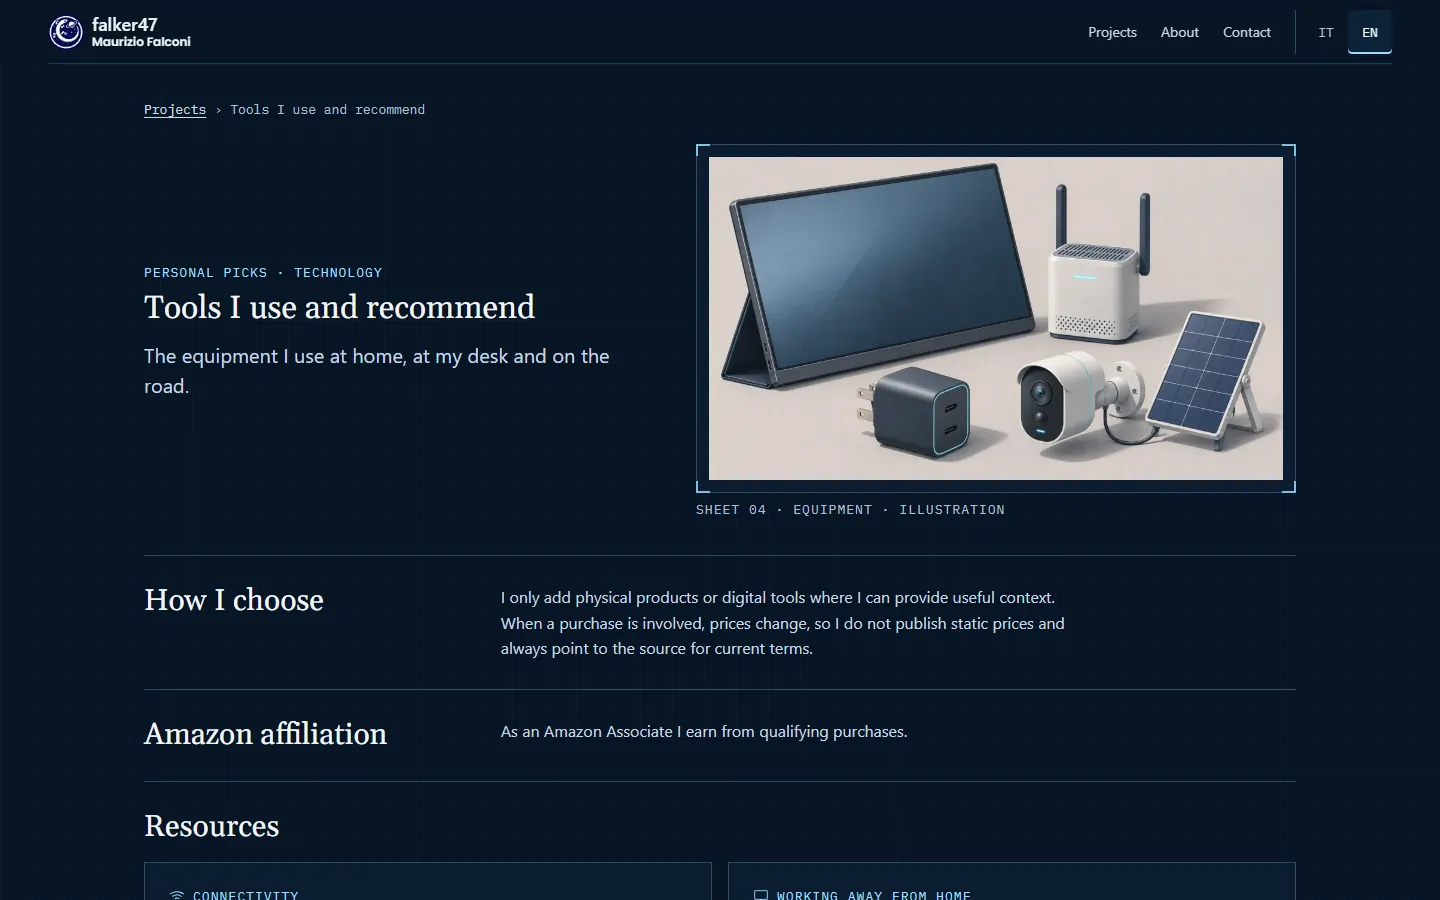 falker47
Maurizio Falconi
Projects
About
Contact
IT
EN
Projects › Tools I use and recommend
PERSONAL PICKS · TECHNOLOGY
Tools I use and recommend
The equipment I use at home, at my desk and on the
road.
SHEET 04 · EQUIPMENT · ILLUSTRATION
How I choose
I only add physical products or digital tools where I can provide useful context.
When a purchase is involved, prices change, so I do not publish static prices and
always point to the source for current terms.
Amazon affiliation
As an Amazon Associate I earn from qualifying purchases.
Resources
CONNECTIVITY
WORKING AWAY FROM HOME